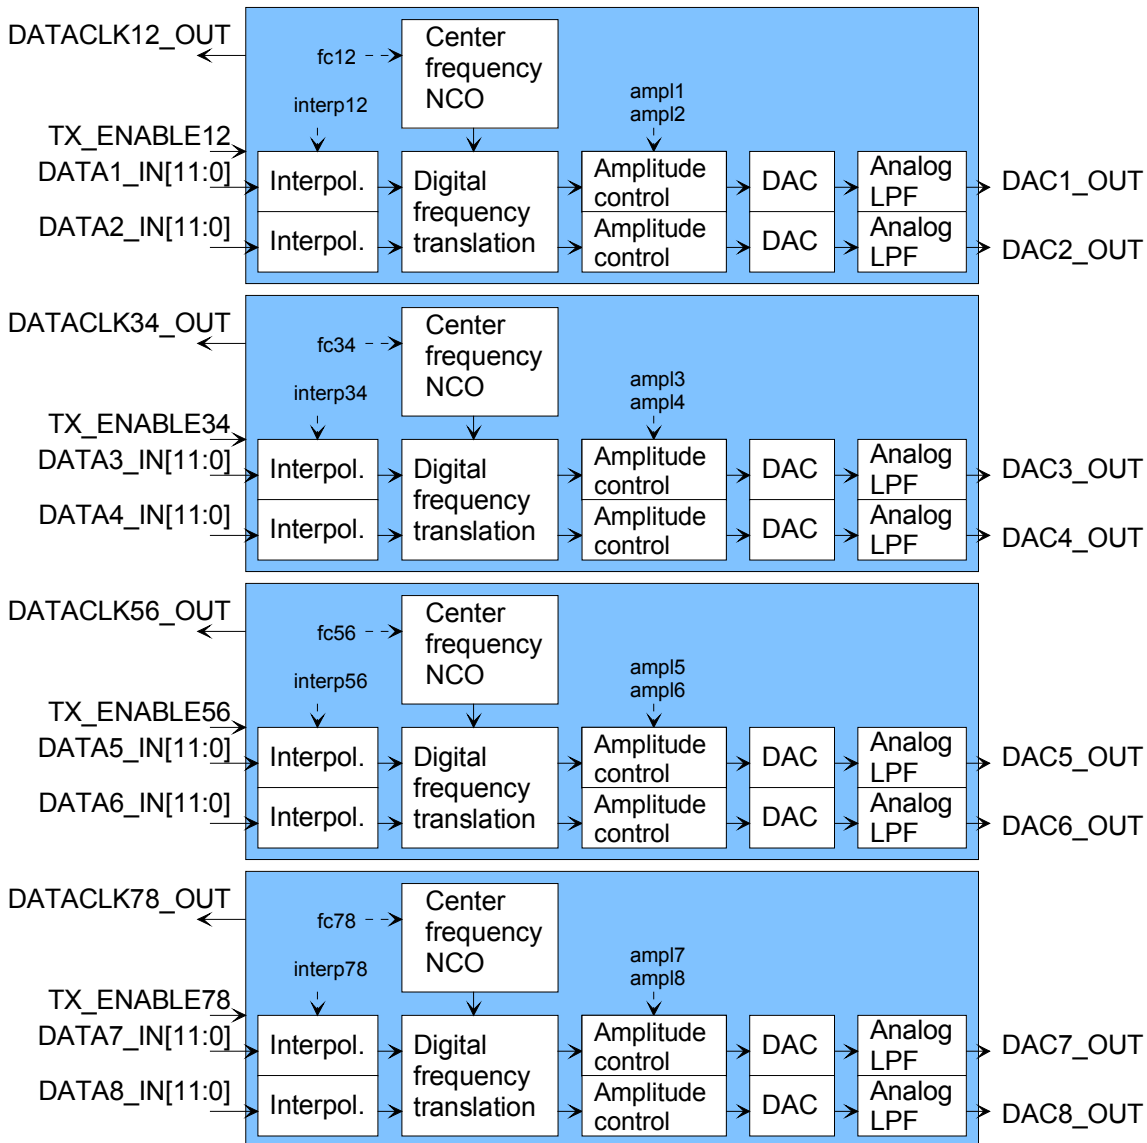 DATACLK12_OUT
fc12
Center
frequency
NCO
interp12
ampl1
ampl2
TX_ENABLE12
DATA1_IN[11:0]
DATA2_IN[11:0]
Interpol.
Interpol.
Digital
frequency
translation
Amplitude
control
Amplitude
control
DAC
DAC
Analog
LPF
Analog
LPF
DAC1_OUT
DAC2_OUT
DATACLK34_OUT
fc34
Center
frequency
NCO
interp34
ampl3
ampl4
TX_ENABLE34
DATA3_IN[11:0]
DATA4_IN[11:0]
Interpol.
Interpol.
Digital
frequency
translation
Amplitude
control
Amplitude
control
DAC
DAC
Analog
LPF
Analog
LPF
DAC3_OUT
DAC4_OUT
DATACLK56_OUT
fc56
Center
frequency
NCO
interp56
ampl5
ampl6
TX_ENABLE56
DATA5_IN[11:0]
DATA6_IN[11:0]
Interpol.
Interpol.
Digital
frequency
translation
Amplitude
control
Amplitude
control
DAC
DAC
Analog
LPF
Analog
LPF
DAC5_OUT
DAC6_OUT
DATACLK78_OUT
fc78
Center
frequency
NCO
interp78
ampl7
ampl8
TX_ENABLE78
DATA7_IN[11:0]
DATA8_IN[11:0]
Interpol.
Interpol.
Digital
frequency
translation
Amplitude
control
Amplitude
control
DAC
DAC
Analog
LPF
Analog
LPF
DAC7_OUT
DAC8_OUT